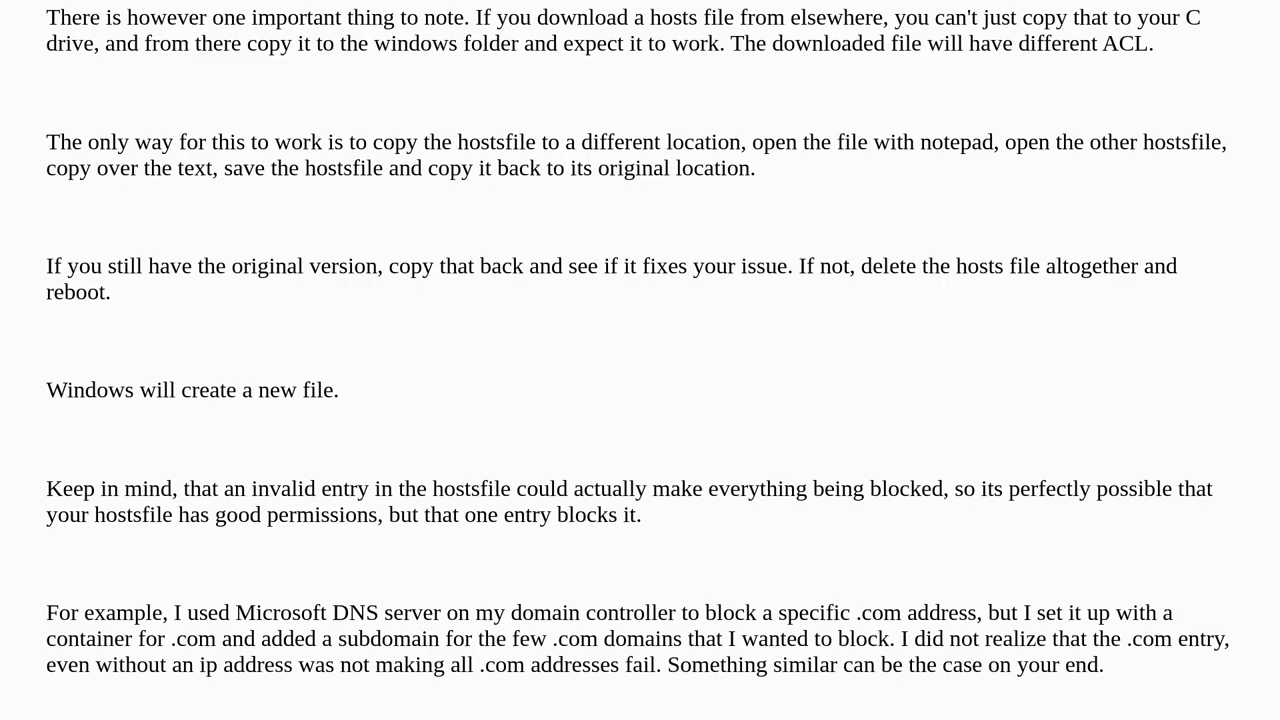 There is however one important thing to note. If you download a hosts file from elsewhere, you can't just copy that to your C
drive, and from there copy it to the windows folder and expect it to work. The downloaded file will have different ACL.
The only way for this to work is to copy the hostsfile to a different location, open the file with notepad, open the other hostsfile,
copy over the text, save the hostsfile and copy it back to its original location.
If you still have the original version, copy that back and see if it fixes your issue. If not, delete the hosts file altogether and
reboot.
Windows will create a new file.
Keep in mind, that an invalid entry in the hostsfile could actually make everything being blocked, so its perfectly possible that
your hostsfile has good permissions, but that one entry blocks it.
For example, I used Microsoft DNS server on my domain controller to block a specific .com address, but I set it up with a
container for .com and added a subdomain for the few .com domains that I wanted to block. I did not realize that the .com entry,
even without an ip address was not making all .com addresses fail. Something similar can be the case on your end.